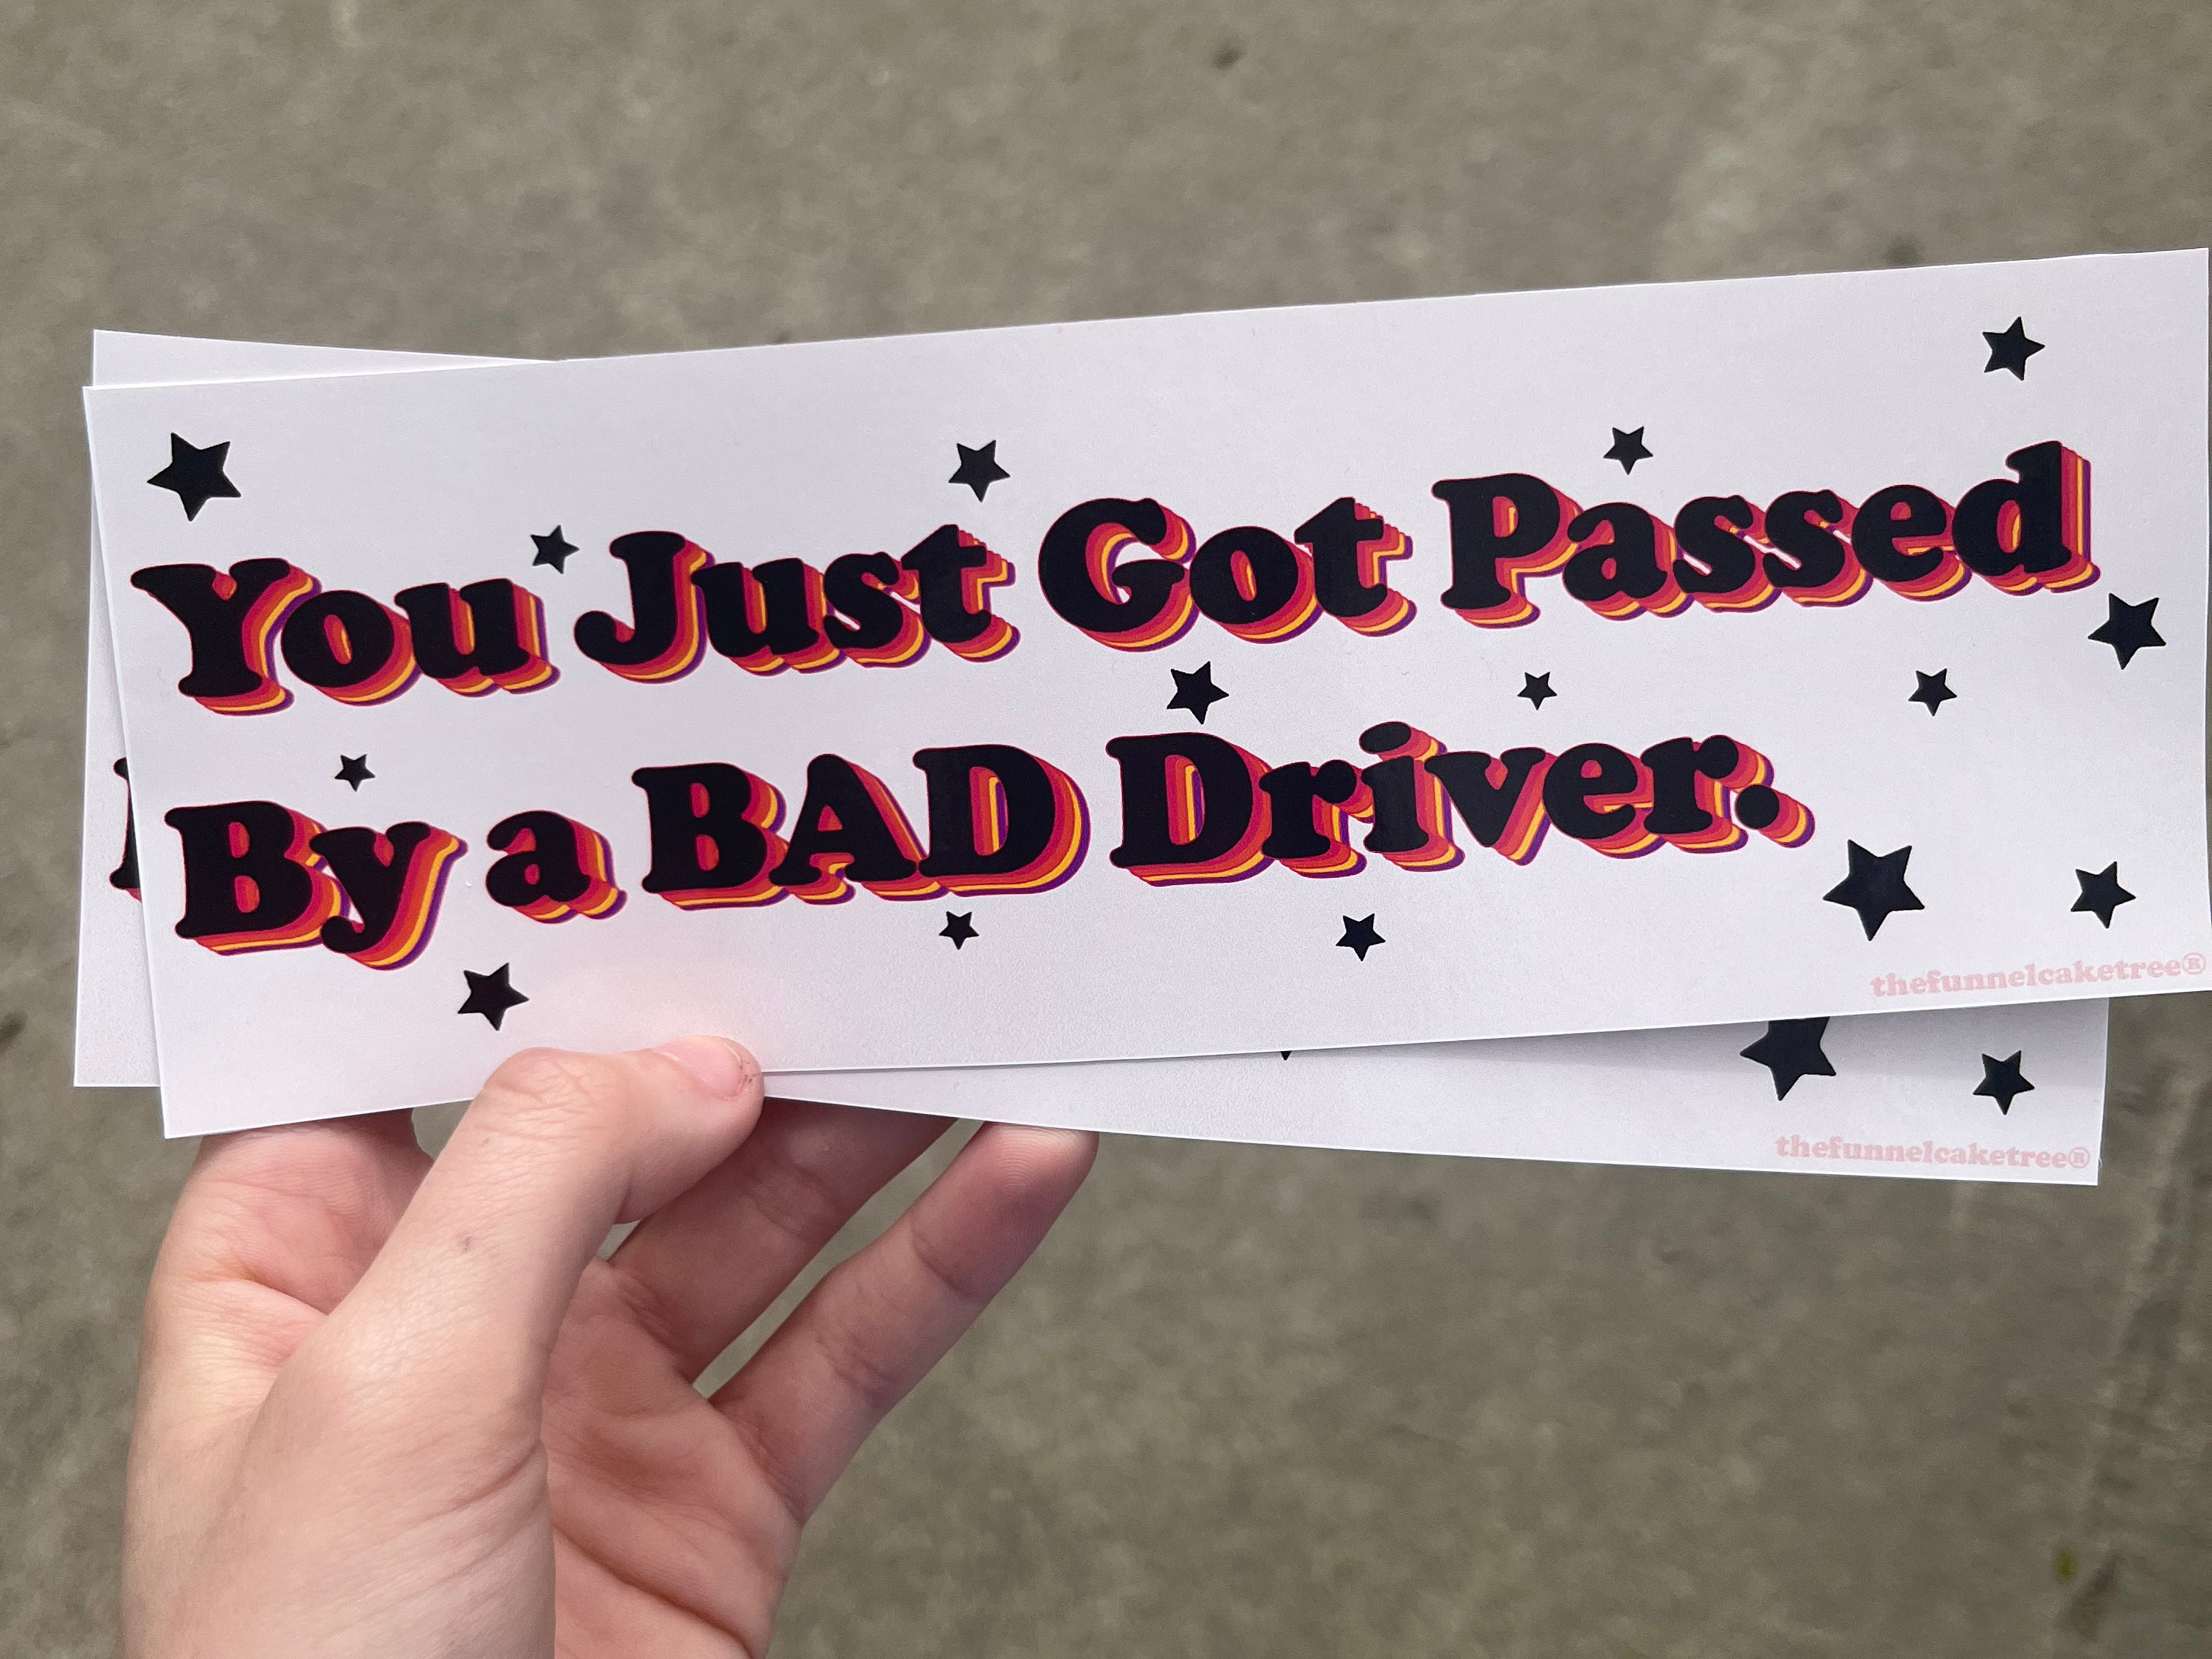 You Just Got Passed
By a BAD Driver.
thefunnelcaketree®
thefunnelcaketree®